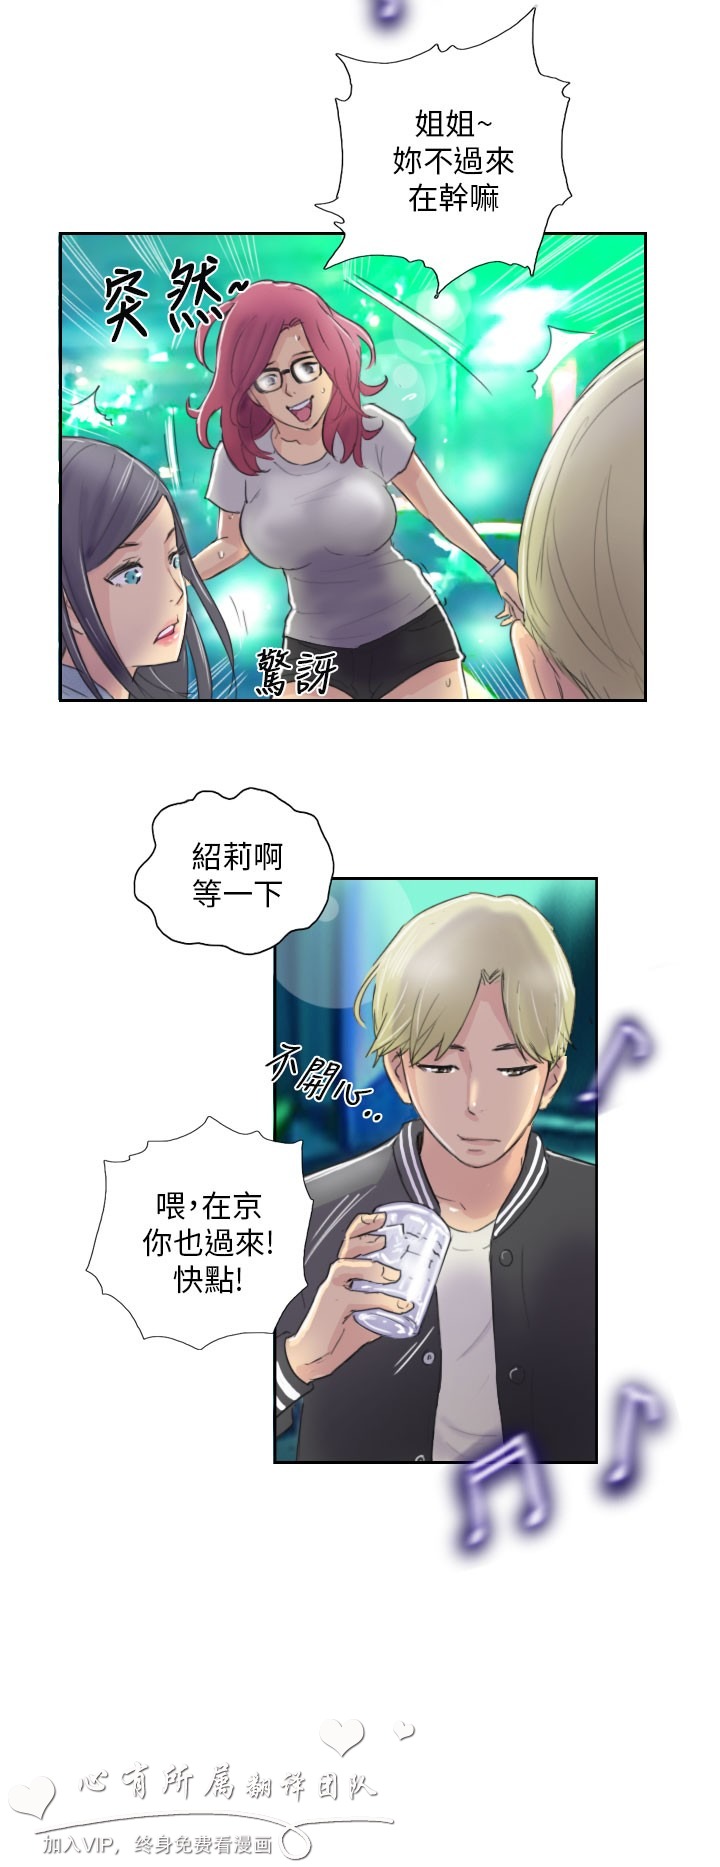 姐姐~
妳不過來
在幹嘛
突然~
驚訝
紹莉啊
等一下
不開心..
喂,在京
你也過來!
快點!
心有所属翻译团队
加入VIP，终身免费看漫画